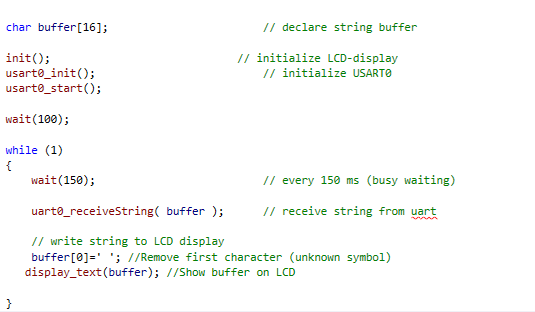 char buffer[16]; // declare string buffer
init(); // initialize LCD-display
usart0_init(); // initialize USART0
usart0_start();
wait(100);
while (1)
{
wait(150); // every 150 ms (busy waiting)
uart0_receiveString( buffer ); // receive string from uart
// write string to LCD display
buffer[0]=' '; //Remove first character (unknown symbol)
display_text(buffer); //Show buffer on LCD
}